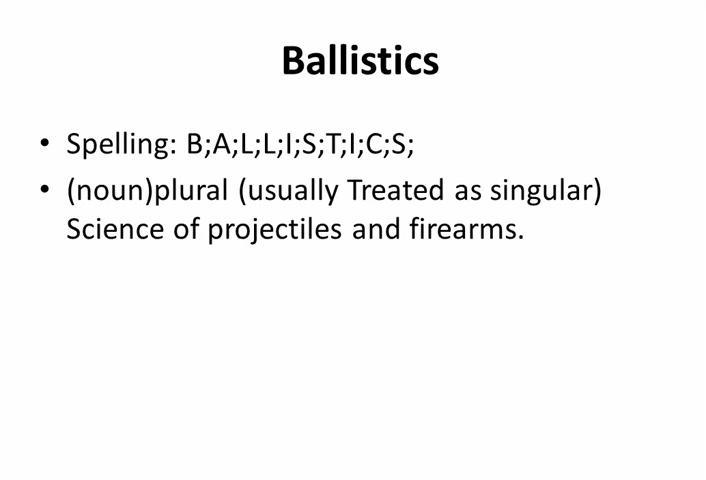 Ballistics
• Spelling: B;A;L;L;I;S;T;I;C;S;
• (noun)plural (usually Treated as singular)
Science of projectiles and firearms.